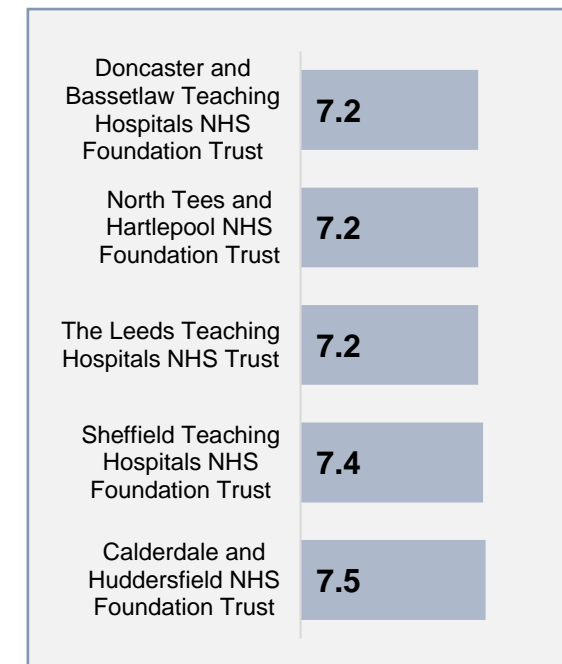 Doncaster and
Bassetlaw Teaching
Hospitals NHS
Foundation Trust
7.2
North Tees and
Hartlepool NHS
Foundation Trust
7.2
The Leeds Teaching
Hospitals NHS Trust
7.2
Sheffield Teaching
Hospitals NHS
Foundation Trust
7.4
Calderdale and
Huddersfield NHS
Foundation Trust
7.5